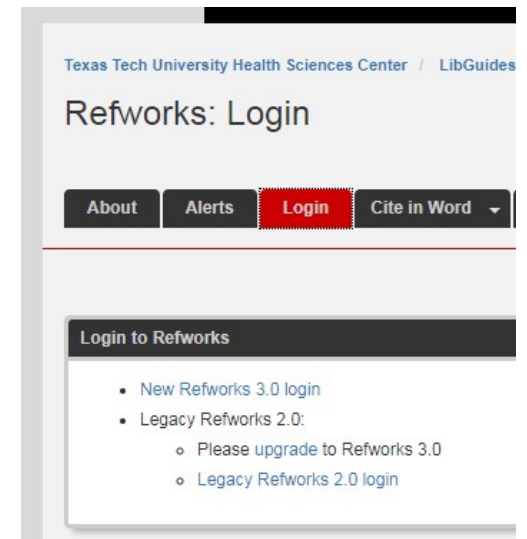 Texas Tech University Health Sciences Center / LibGuides
Refworks: Login
About Alerts Login Cite in Word
Login to Refworks
New Refworks 3.0 login
Legacy Refworks 2.0:
Please upgrade to Refworks 3.0
Legacy Refworks 2.0 login